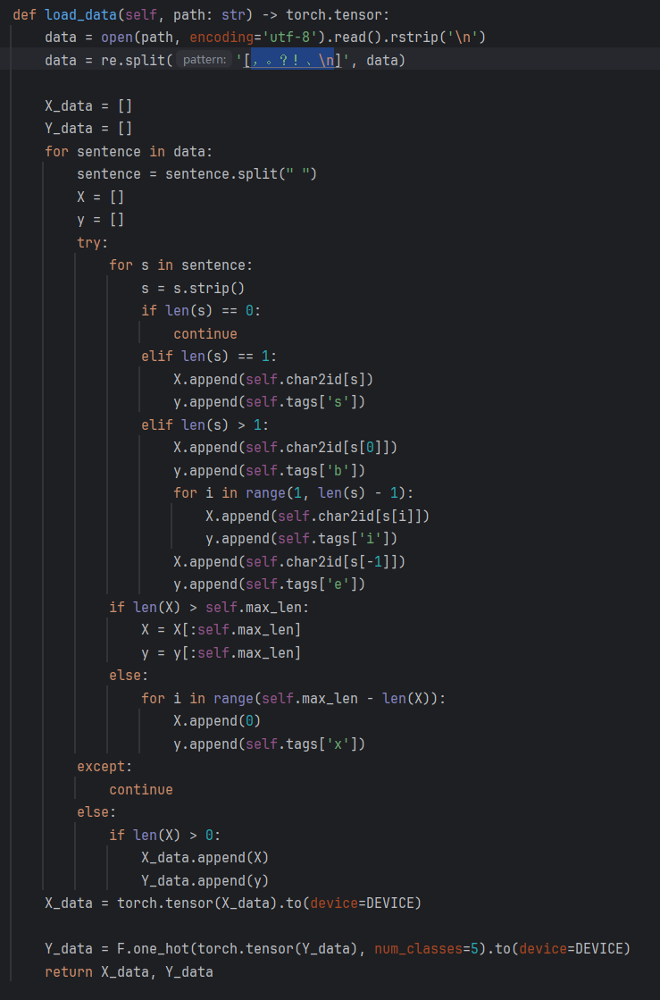 def load_data(self, path: str) -> torch.tensor:
    data = open(path, encoding='utf-8').read().rstrip('\n')
    data = re.split( pattern: '[，。？！、\n]', data)

    X_data = []
    Y_data = []
    for sentence in data:
        sentence = sentence.split(" ")
        X = []
        y = []
        try:
            for s in sentence:
                s = s.strip()
                if len(s) == 0:
                    continue
                elif len(s) == 1:
                    X.append(self.char2id[s])
                    y.append(self.tags['s'])
                elif len(s) > 1:
                    X.append(self.char2id[s[0]])
                    y.append(self.tags['b'])
                    for i in range(1, len(s) - 1):
                        X.append(self.char2id[s[i]])
                        y.append(self.tags['i'])
                    X.append(self.char2id[s[-1]])
                    y.append(self.tags['e'])
            if len(X) > self.max_len:
                X = X[:self.max_len]
                y = y[:self.max_len]
            else:
                for i in range(self.max_len - len(X)):
                    X.append(0)
                    y.append(self.tags['x'])
        except:
            continue
        else:
            if len(X) > 0:
                X_data.append(X)
                Y_data.append(y)
    X_data = torch.tensor(X_data).to(device=DEVICE)

    Y_data = F.one_hot(torch.tensor(Y_data), num_classes=5).to(device=DEVICE)
    return X_data, Y_data